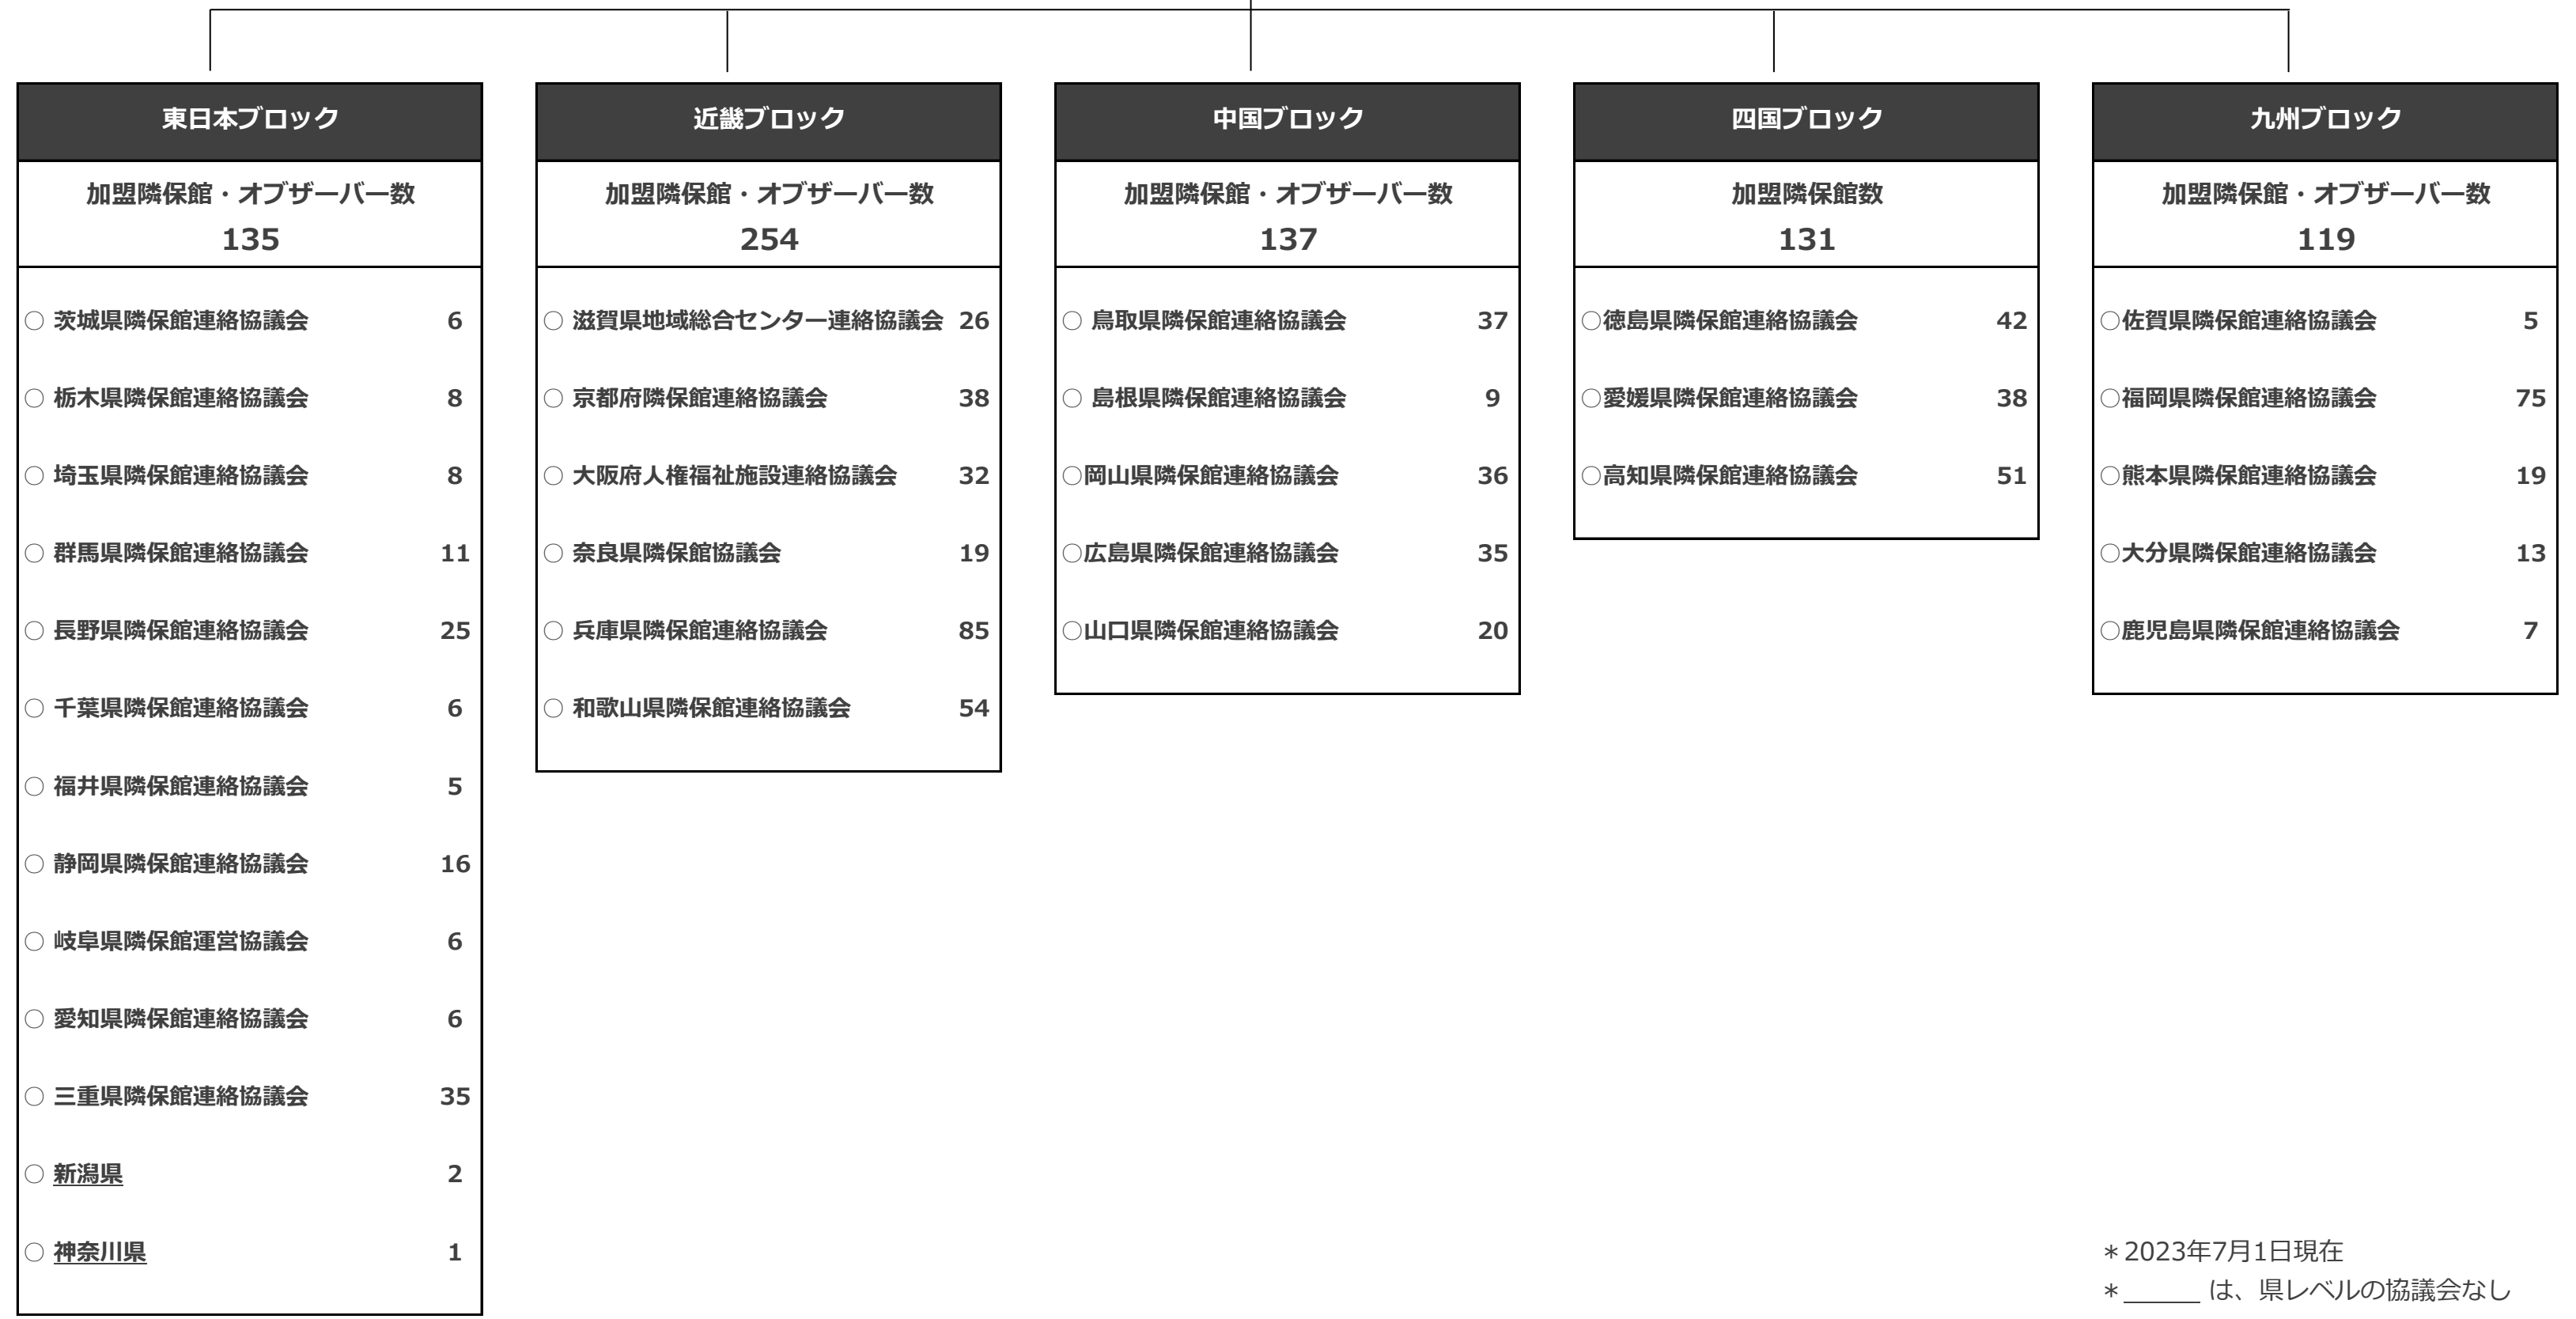 東日本ブロック
加盟隣保館・オブザーバー数
135
○ 茨城県隣保館連絡協議会 6
○ 栃木県隣保館連絡協議会 8
○ 埼玉県隣保館連絡協議会 8
○ 群馬県隣保館連絡協議会 11
○ 長野県隣保館連絡協議会 25
○ 千葉県隣保館連絡協議会 6
○ 福井県隣保館連絡協議会 5
○ 静岡県隣保館連絡協議会 16
○ 岐阜県隣保館運営協議会 6
○ 愛知県隣保館連絡協議会 6
○ 三重県隣保館連絡協議会 35
○ 新潟県 2
○ 神奈川県 1
近畿ブロック
加盟隣保館・オブザーバー数
254
○ 滋賀県地域総合センター連絡協議会 26
○ 京都府隣保館連絡協議会 38
○ 大阪府人権福祉施設連絡協議会 32
○ 奈良県隣保館協議会 19
○ 兵庫県隣保館連絡協議会 85
○ 和歌山県隣保館連絡協議会 54
中国ブロック
加盟隣保館・オブザーバー数
137
○ 鳥取県隣保館連絡協議会 37
○ 島根県隣保館連絡協議会 9
○岡山県隣保館連絡協議会 36
○広島県隣保館連絡協議会 35
○山口県隣保館連絡協議会 20
四国ブロック
加盟隣保館数
131
○徳島県隣保館連絡協議会 42
○愛媛県隣保館連絡協議会 38
○高知県隣保館連絡協議会 51
九州ブロック
加盟隣保館・オブザーバー数
119
○佐賀県隣保館連絡協議会 5
○福岡県隣保館連絡協議会 75
○熊本県隣保館連絡協議会 19
○大分県隣保館連絡協議会 13
○鹿児島県隣保館連絡協議会 7
＊2023年7月1日現在
＊______ は、県レベルの協議会なし